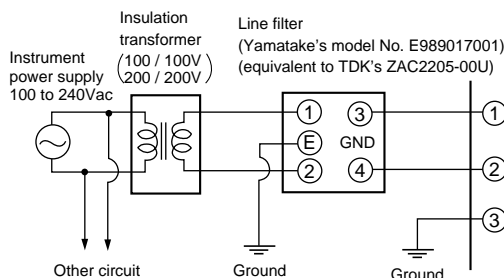 Insulation
transformer
(100 / 100V
200 / 200V)
Line filter
(Yamatake's model No. E989017001)
(equivalent to TDK's ZAC2205-00U)
Instrument
power supply
100 to 240Vac
1
3
1
E
GND
2
4
2
3
Other circuit
Ground
Ground